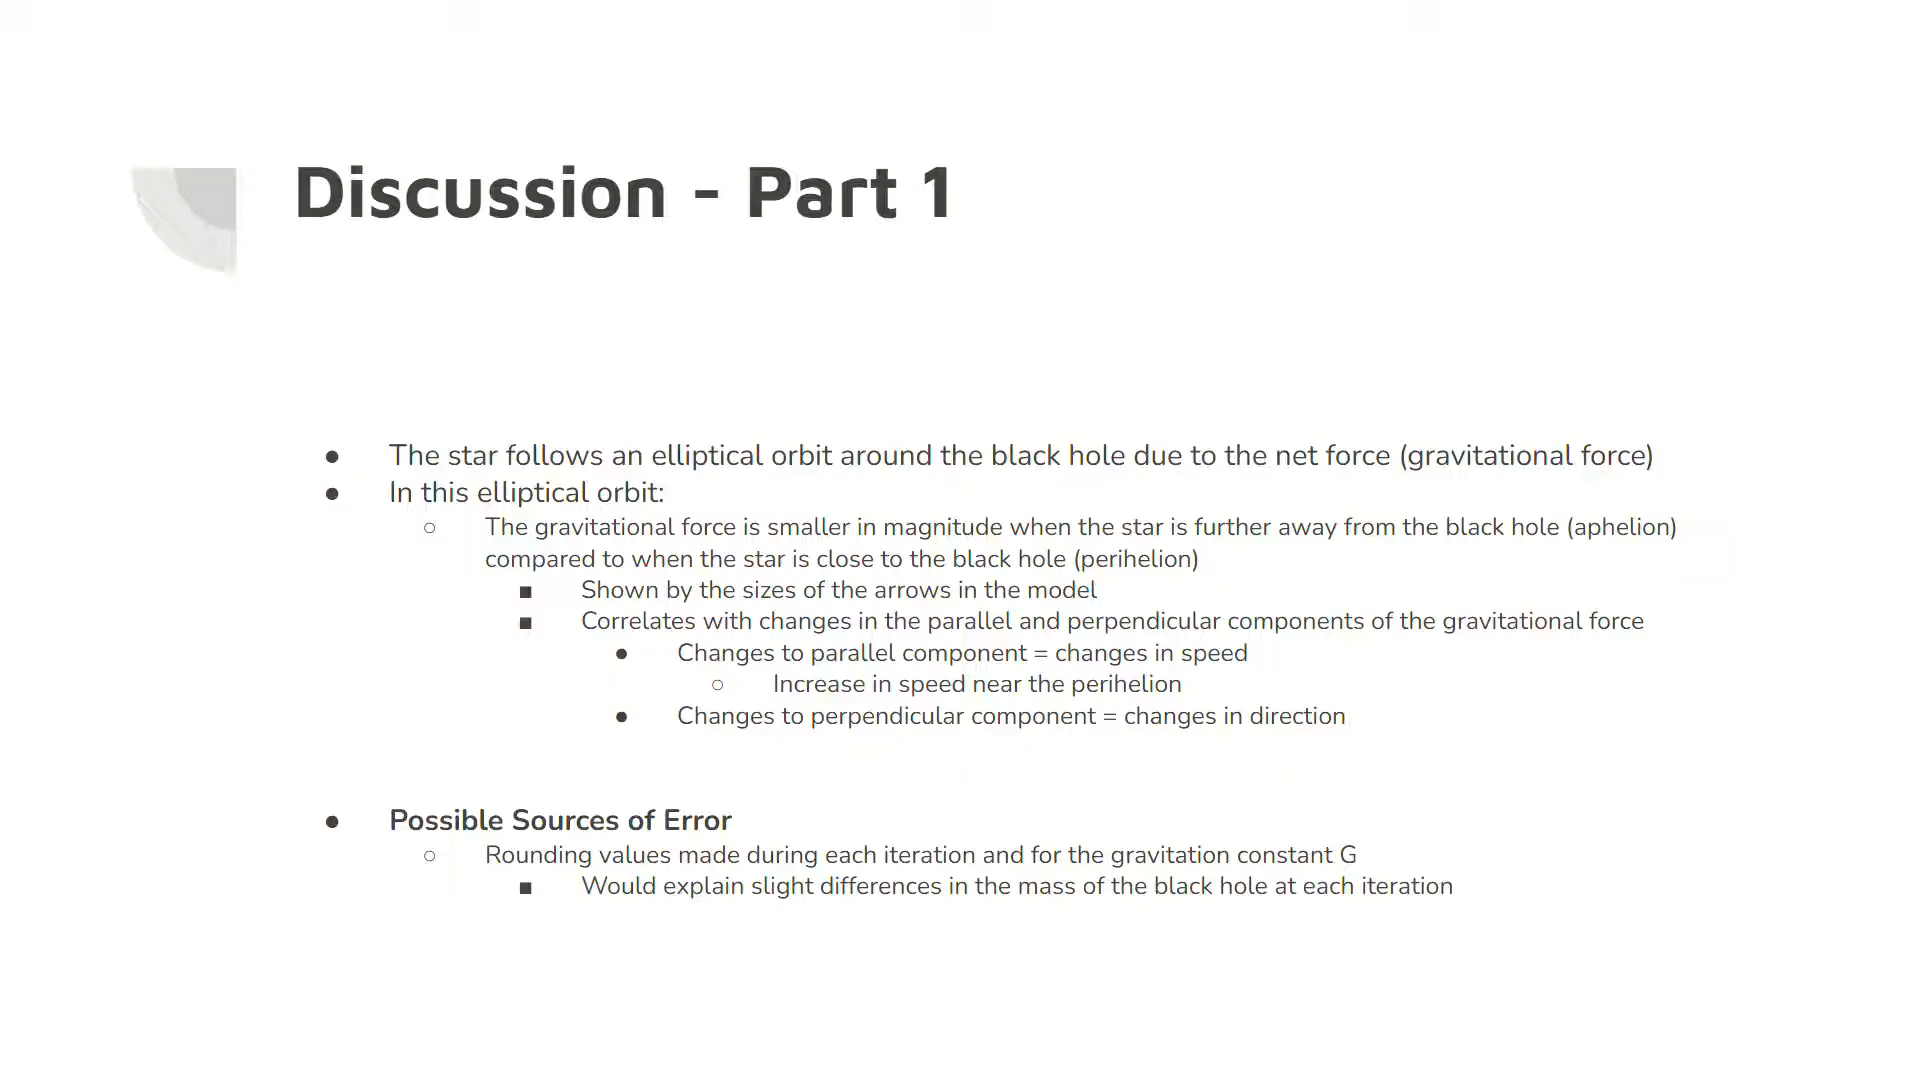 Discussion - Part 1
● The star follows an elliptical orbit around the black hole due to the net force (gravitational force)
● In this elliptical orbit:
○ The gravitational force is smaller in magnitude when the star is further away from the black hole (aphelion)
compared to when the star is close to the black hole (perihelion)
■ Shown by the sizes of the arrows in the model
■ Correlates with changes in the parallel and perpendicular components of the gravitational force
● Changes to parallel component = changes in speed
○ Increase in speed near the perihelion
● Changes to perpendicular component = changes in direction
● Possible Sources of Error
○ Rounding values made during each iteration and for the gravitation constant G
■ Would explain slight differences in the mass of the black hole at each iteration